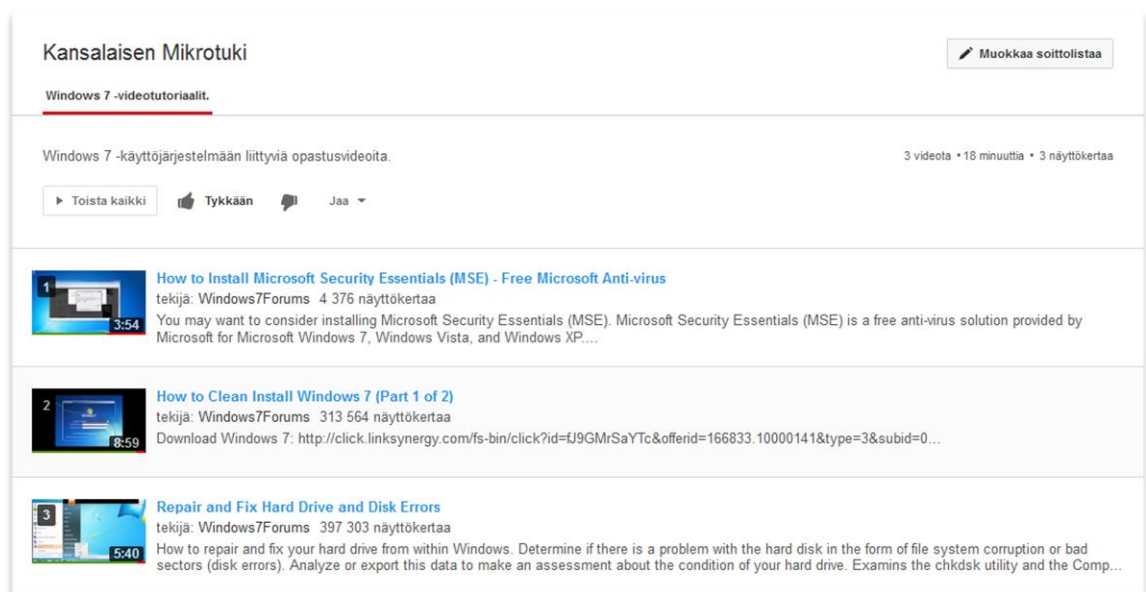 Kansalaisen Mikrotuki
Muokkaa soittolistaa
Windows 7 -videotutoriaalit.
Windows 7 -käyttöjärjestelmään liittyviä opastusvideoita.
3 videota • 18 minuuttia • 3 näyttökertaa
Toista kaikki
Tykkään
Jaa
1
3:54
How to Install Microsoft Security Essentials (MSE) - Free Microsoft Anti-virus
tekijä: Windows7Forums 4 376 näyttökertaa
You may want to consider installing Microsoft Security Essentials (MSE). Microsoft Security Essentials (MSE) is a free anti-virus solution provided by
Microsoft for Microsoft Windows 7, Windows Vista, and Windows XP....
2
8:59
How to Clean Install Windows 7 (Part 1 of 2)
tekijä: Windows7Forums 313 564 näyttökertaa
Download Windows 7: http://click.linksynergy.com/fs-bin/click?id=fJ9GMrSaYTc&offerid=166833.10000141&type=3&subid=0...
3
5:40
Repair and Fix Hard Drive and Disk Errors
tekijä: Windows7Forums 397 303 näyttökertaa
How to repair and fix your hard drive from within Windows. Determine if there is a problem with the hard disk in the form of file system corruption or bad
sectors (disk errors). Analyze or export this data to make an assessment about the condition of your hard drive. Examins the chkdsk utility and the Comp...